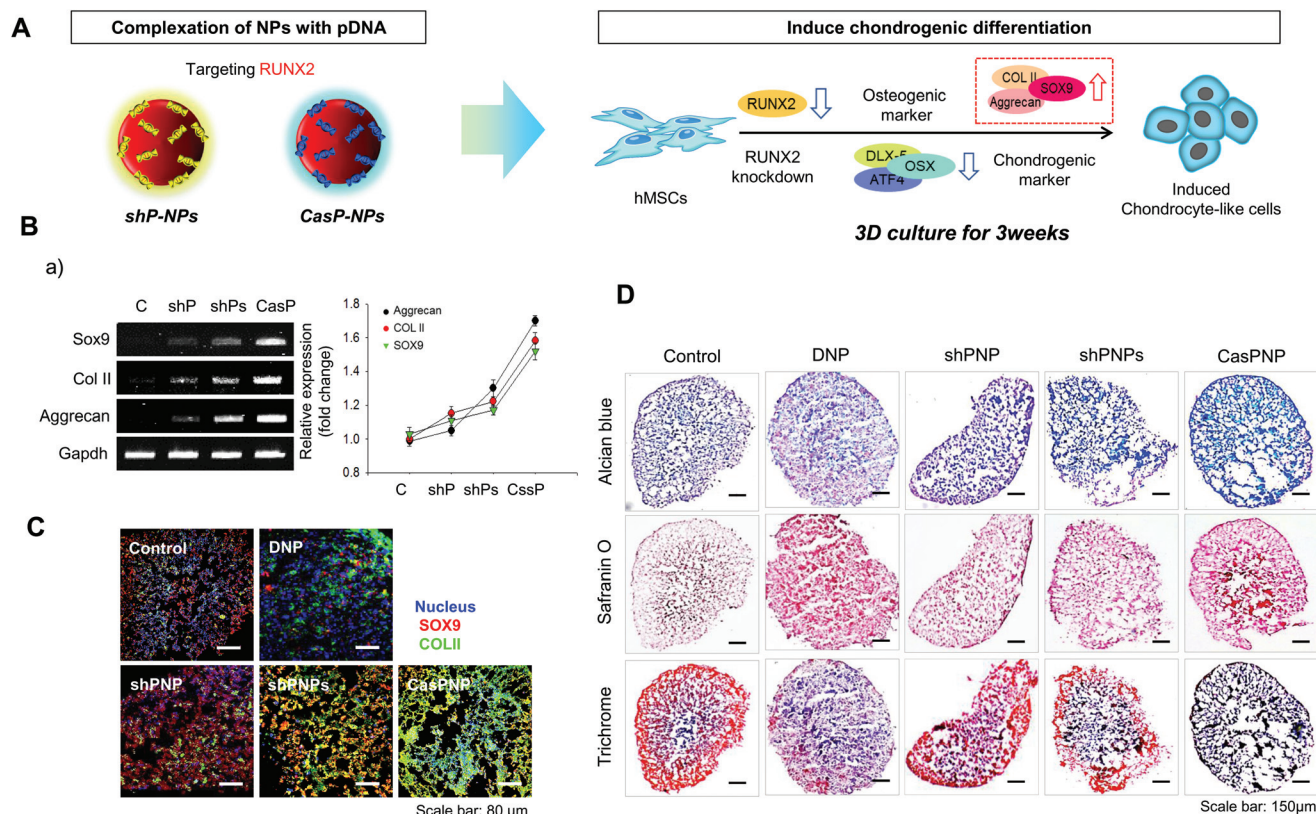 A
Complexation of NPs with pDNA
Targeting RUNX2
shP-NPs
CasP-NPs
Induce chondrogenic differentiation
hMSCs
RUNX2
RUNX2
knockdown
Osteogenic
marker
DLX-5
OSX
ATF4
COL II
SOX9
Aggrecan
Chondrogenic
marker
Induced
Chondrocyte-like cells
3D culture for 3weeks
B
a)
C shP shPs CasP
Sox9
Col II
Aggrecan
Gapdh
Relative expression
(fold change)
1.8
1.6
1.4
1.2
1.0
0.8
Aggrecan
COL II
SOX9
C shP shPs CssP
C
Control
DNP
Nucleus
SOX9
COLII
shPNP
shPNPs
CasPNP
Scale bar: 80 µm
D
Control DNP shPNP shPNPs CasPNP
Alcian blue
Safranin O
Trichrome
Scale bar: 150µm